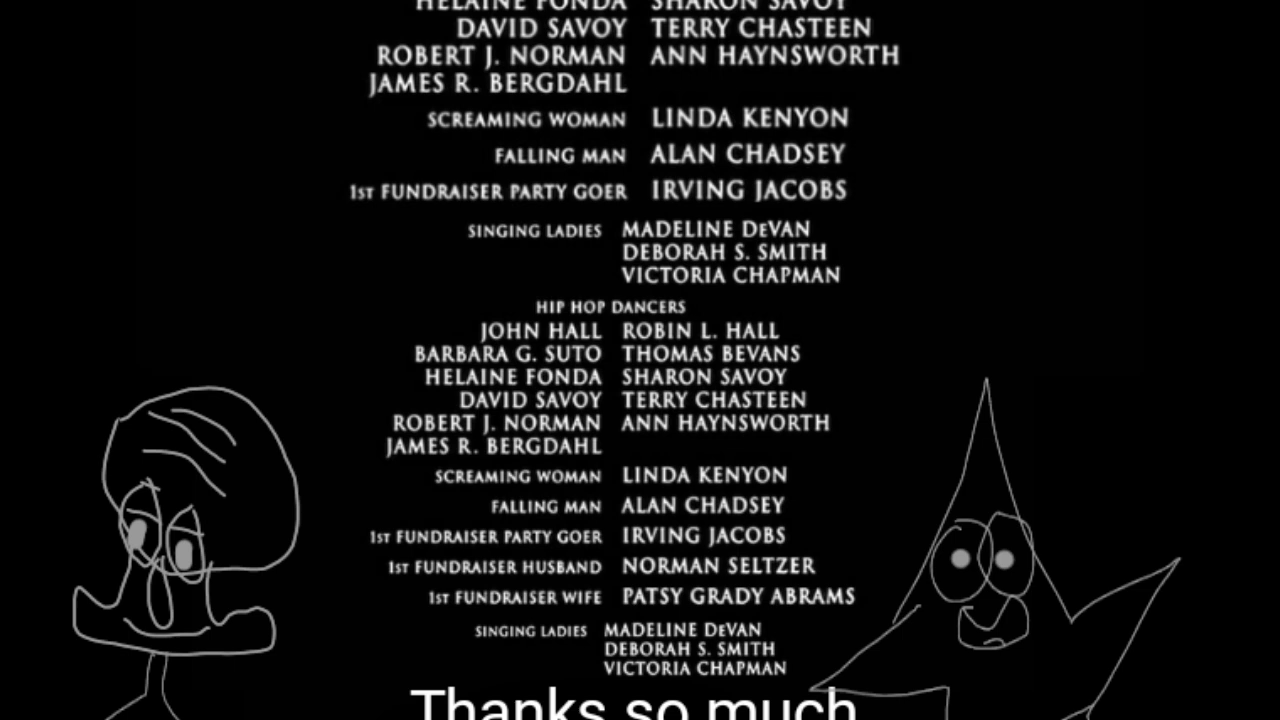 HELAINE FONDA SHARON SAVOY
DAVID SAVOY TERRY CHASTEEN
ROBERT J. NORMAN ANN HAYNSWORTH
JAMES R. BERGDAHL
SCREAMING WOMAN LINDA KENYON
FALLING MAN ALAN CHADSEY
1ST FUNDRAISER PARTY GOER IRVING JACOBS
SINGING LADIES MADELINE DEVAN
DEBORAH S. SMITH
VICTORIA CHAPMAN
HIP HOP DANCERS
JOHN HALL ROBIN L. HALL
BARBARA G. SUTO THOMAS BEVANS
HELAINE FONDA SHARON SAVOY
DAVID SAVOY TERRY CHASTEEN
ROBERT J. NORMAN ANN HAYNSWORTH
JAMES R. BERGDAHL
SCREAMING WOMAN LINDA KENYON
FALLING MAN ALAN CHADSEY
1ST FUNDRAISER PARTY GOER IRVING JACOBS
1ST FUNDRAISER HUSBAND NORMAN SELTZER
1ST FUNDRAISER WIFE PATSY GRADY ABRAMS
SINGING LADIES MADELINE DEVAN
DEBORAH S. SMITH
VICTORIA CHAPMAN
Thanks so much